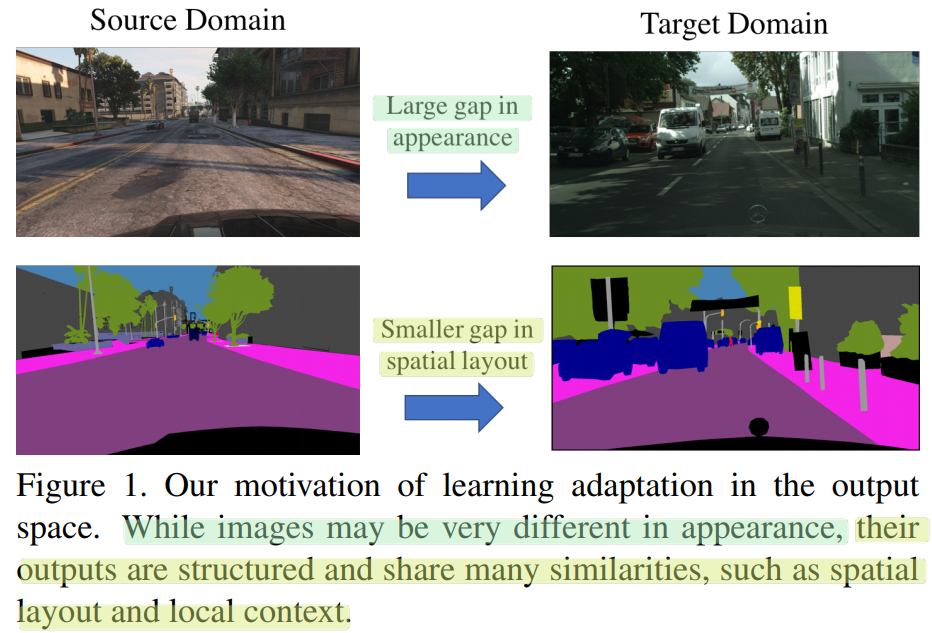 Source Domain
Target Domain
Large gap in
appearance
Smaller gap in
spatial layout
Figure 1. Our motivation of learning adaptation in the output
space. While images may be very different in appearance, their
outputs are structured and share many similarities, such as spatial
layout and local context.